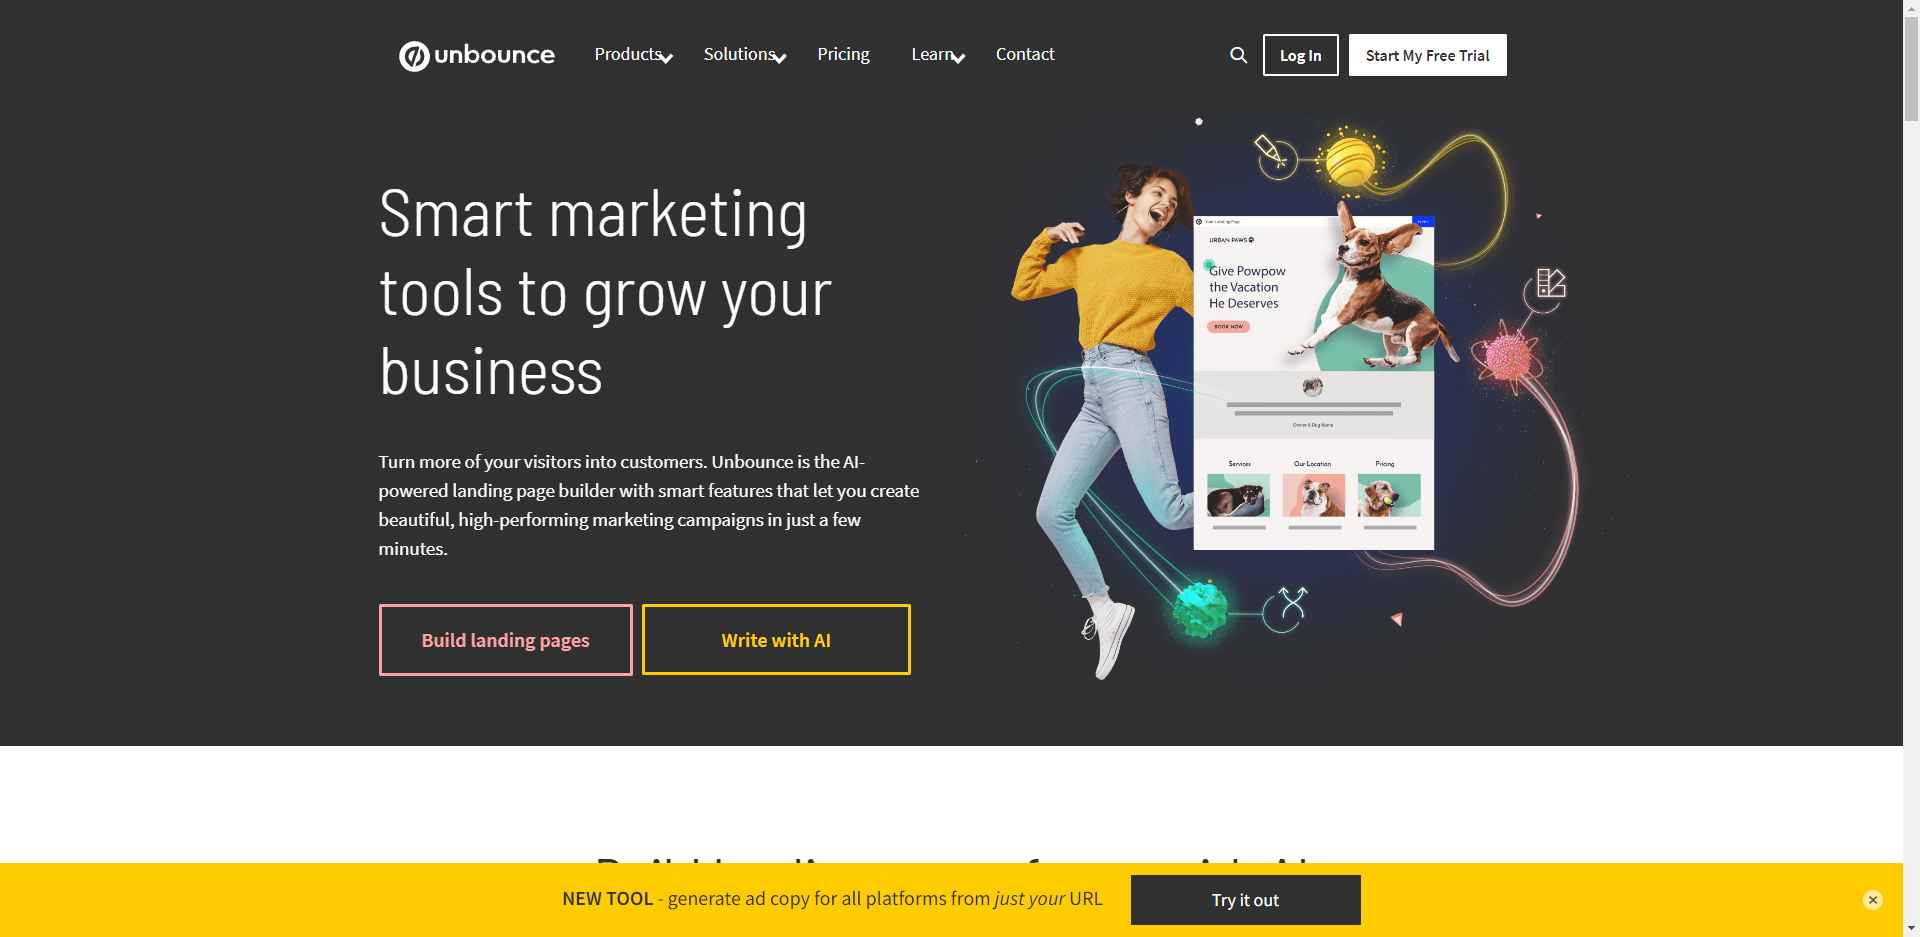 unbounce
Products
Solutions
Pricing
Learn
Contact
Log In
Start My Free Trial
Smart marketing
tools to grow your
business
Turn more of your visitors into customers. Unbounce is the AI-
powered landing page builder with smart features that let you create
beautiful, high-performing marketing campaigns in just a few
minutes.
Build landing pages
Write with AI
URBAN PAWS
Give Powpow
the Vacation
He Deserves
BOOK NOW
Owner & Dog Name
Services
Our Location
Pricing
NEW TOOL - generate ad copy for all platforms from just your URL
Try it out